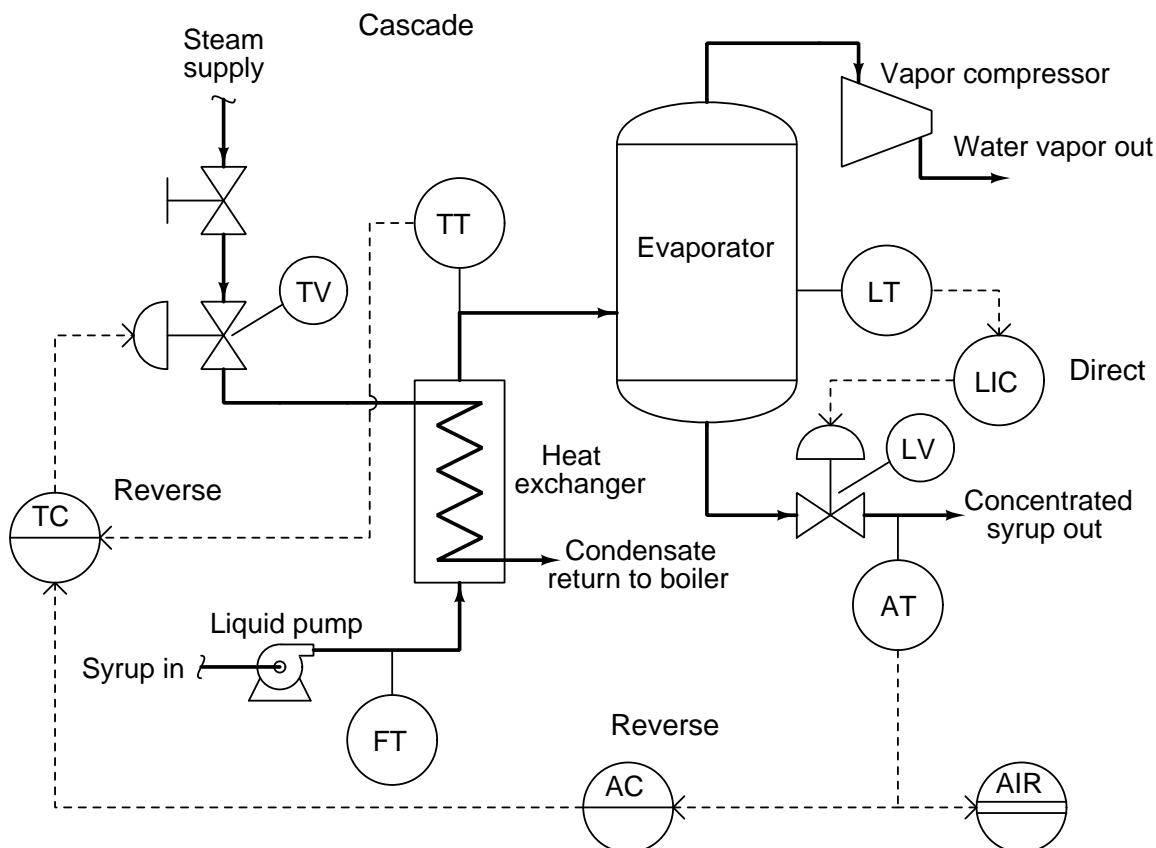 Cascade
Steam
supply
Vapor compressor
Water vapor out
TT
Evaporator
TV
LT
LIC
Direct
LV
Heat
exchanger
Reverse
TC
Concentrated
syrup out
Condensate
return to boiler
AT
Liquid pump
Syrup in
FT
Reverse
AC
AIR